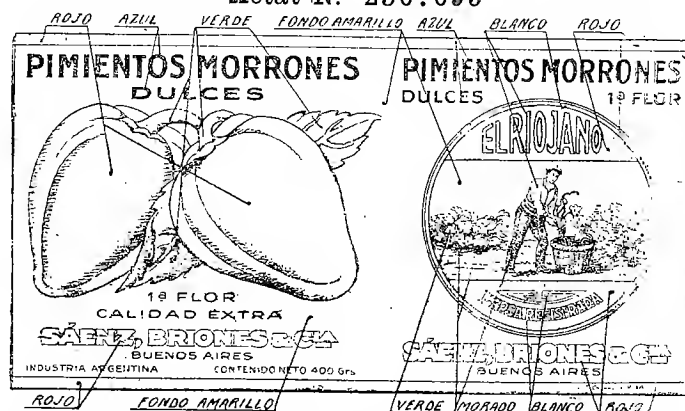 ROJO AZUL VERDE FONDO AMARILLO AZUL BLANCO ROJO
PIMIENTOS MORRONES
DULCES
1ª FLOR
CALIDAD EXTRA
SÁENZ, BRIONES & CÍA
BUENOS AIRES
INDUSTRIA ARGENTINA CONTENIDO NETO 400 Grs
PIMIENTOS MORRONES
DULCES 1ª FLOR
EL RIOJANO
SÁENZ, BRIONES & CÍA
BUENOS AIRES
ROJO FONDO AMARILLO VERDE MORADO BLANCO ROJO